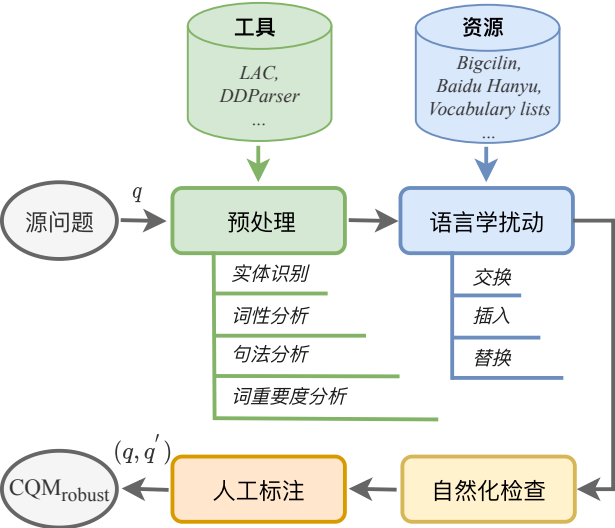 工具
LAC,
DDParser
...
资源
Bigcilin,
Baidu Hanyu,
Vocabulary lists
...
源问题
q
预处理
语言学扰动
实体识别
词性分析
句法分析
词重要度分析
交换
插入
替换
CQMrobust
(q, q′)
人工标注
自然化检查